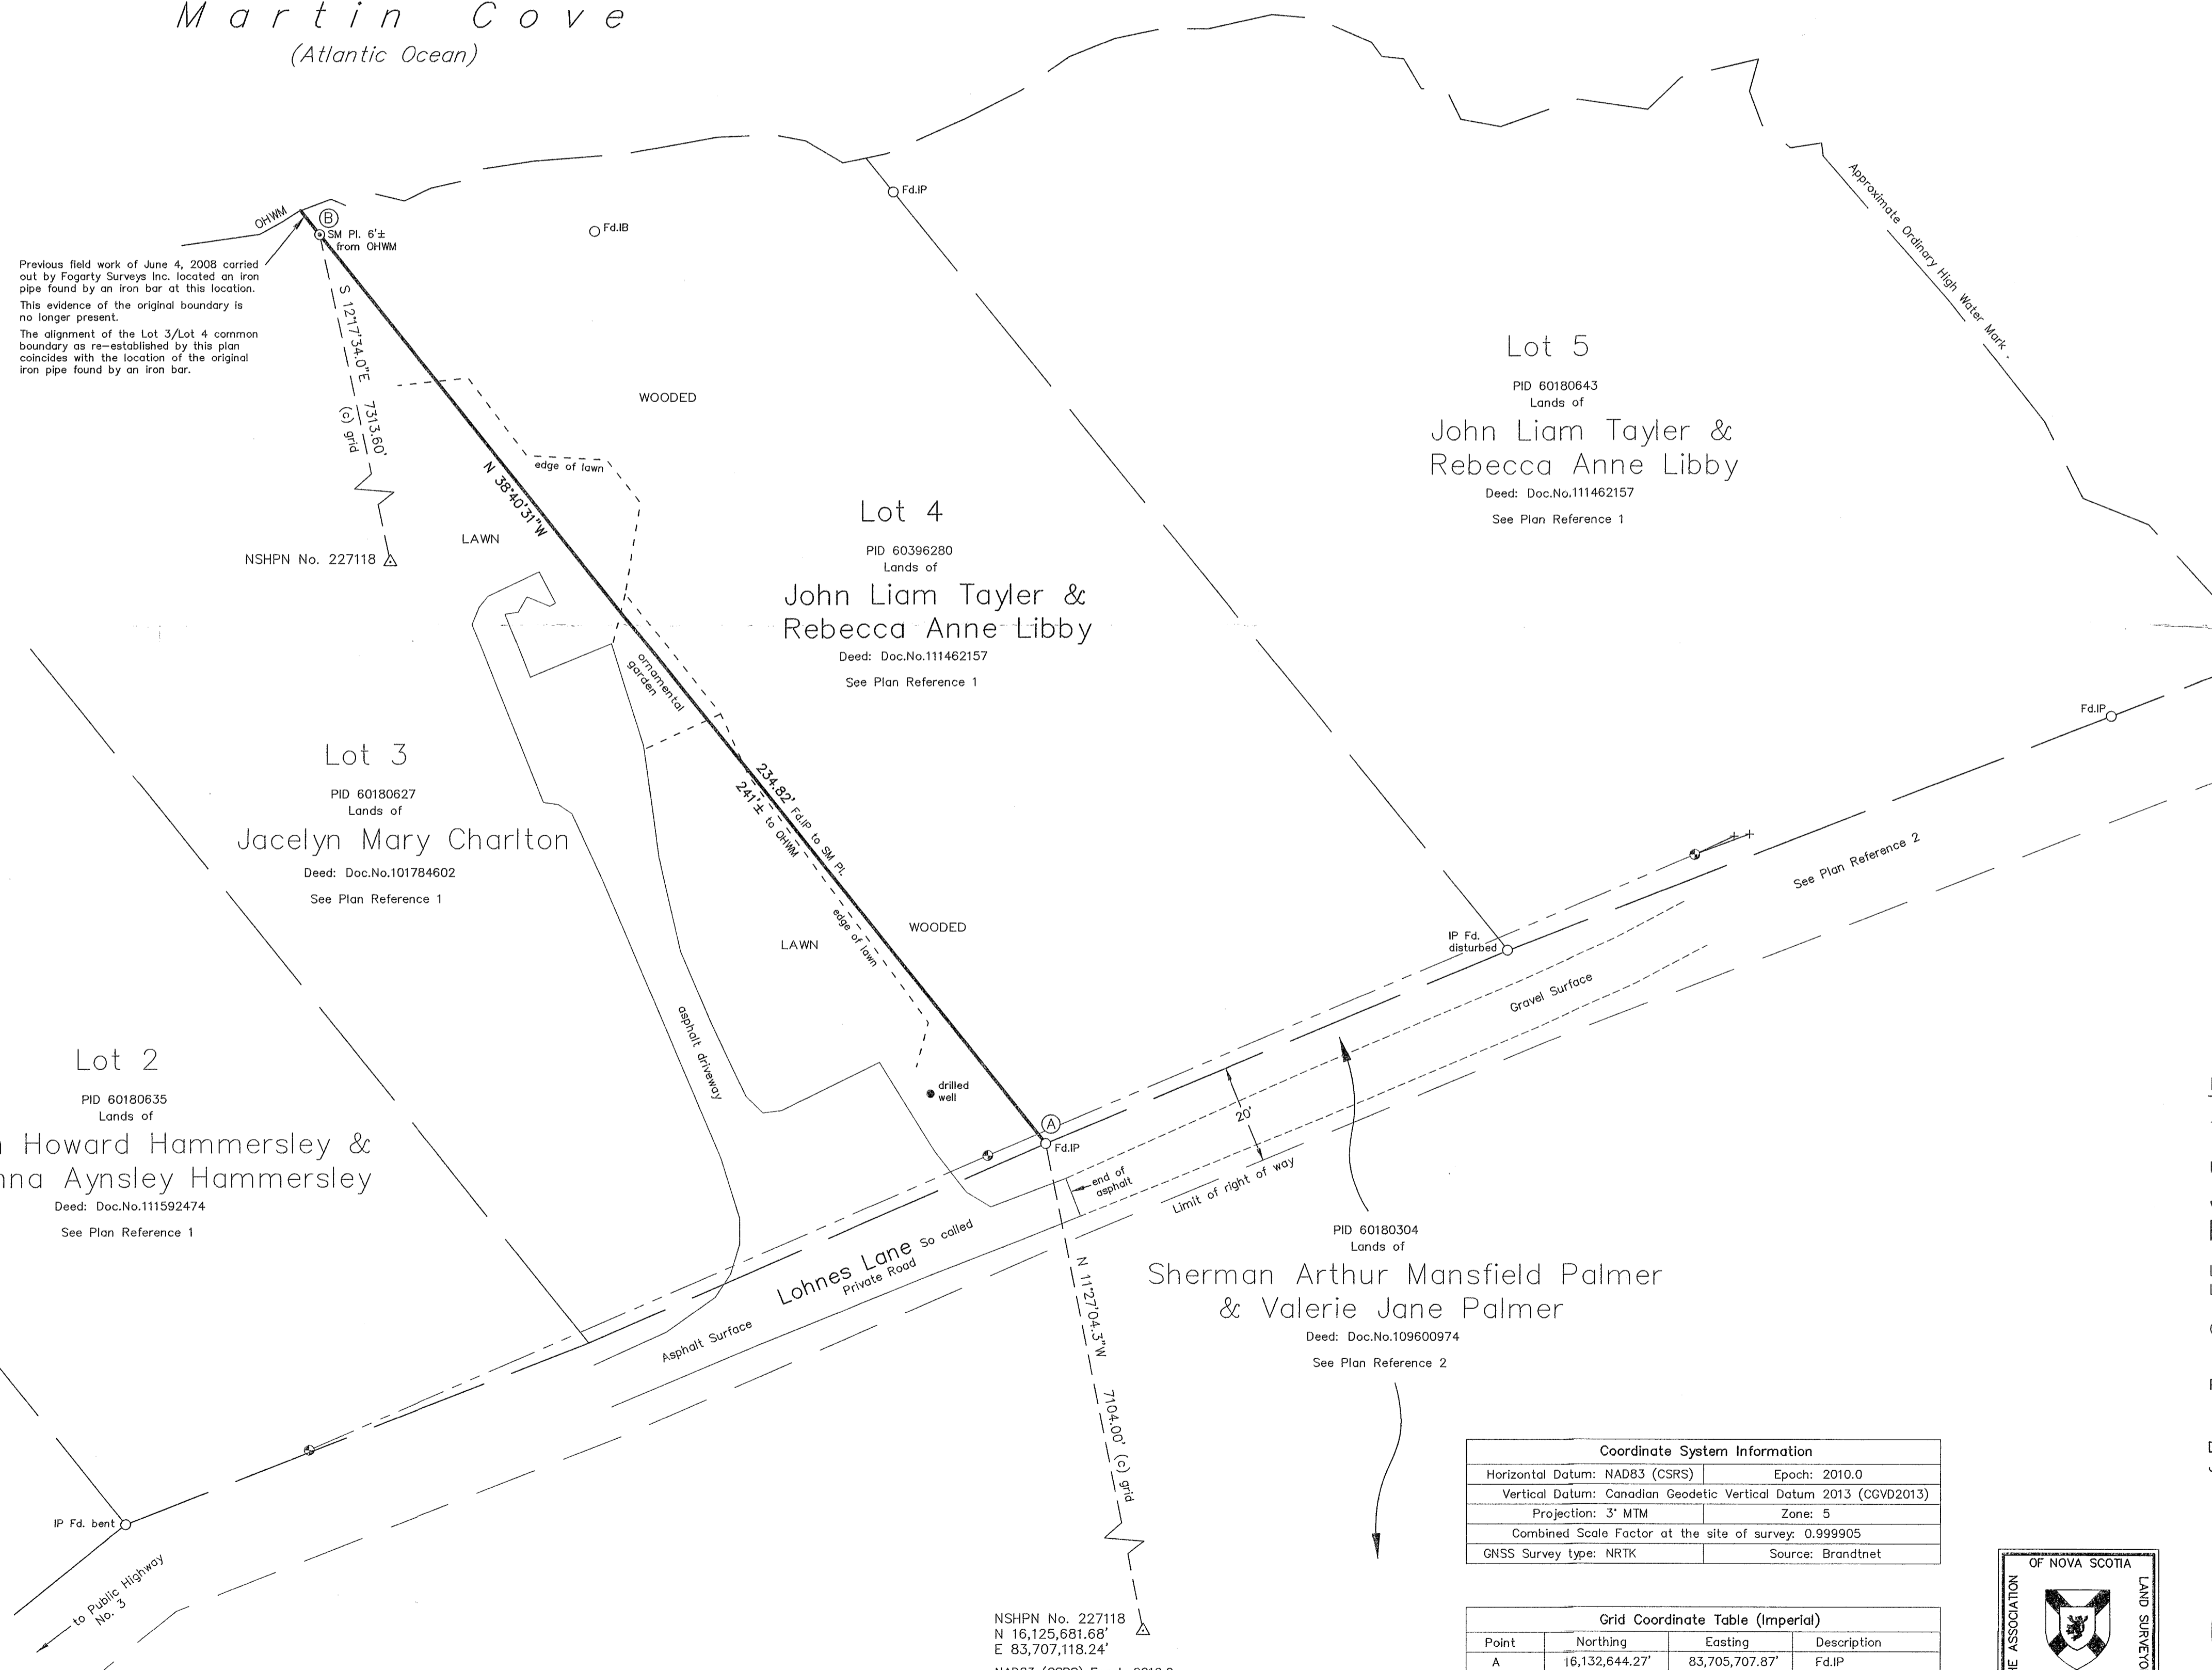 Martin Cove
(Atlantic Ocean)
OHWM
B
SM Pl. 6'±
from OHWM
Fd.IB
Fd.IP
Approximate Ordinary High Water Mark
Previous field work of June 4, 2008 carried
out by Fogarty Surveys Inc. located an iron
pipe found by an iron bar at this location.
This evidence of the original boundary is
no longer present.
The alignment of the Lot 3/Lot 4 common
boundary as re-established by this plan
coincides with the location of the original
iron pipe found by an iron bar.
S 12°17'34.0"E 7313.60'
(c) grid
NSHPN No. 227118
N 38°40'31"W
WOODED
edge of lawn
LAWN
Lot 5
PID 60180643
Lands of
John Liam Tayler &
Rebecca Anne Libby
Deed: Doc.No.111462157
See Plan Reference 1
Lot 4
PID 60396280
Lands of
John Liam Tayler &
Rebecca Anne Libby
Deed: Doc.No.111462157
See Plan Reference 1
ornamental
garden
Lot 3
PID 60180627
Lands of
Jacelyn Mary Charlton
Deed: Doc.No.101784602
See Plan Reference 1
234.82' Fd.IP to SM Pl.
241'± to OHWM
edge of lawn
WOODED
LAWN
asphalt driveway
drilled
well
A
Fd.IP
IP Fd.
disturbed
Fd.IP
See Plan Reference 2
Gravel Surface
20'
end of
asphalt
Limit of right of way
Lot 2
PID 60180635
Lands of
Howard Hammersley &
Aynsley Hammersley
Deed: Doc.No.111592474
See Plan Reference 1
Lohnes Lane So called
Private Road
Asphalt Surface
PID 60180304
Lands of
Sherman Arthur Mansfield Palmer
& Valerie Jane Palmer
Deed: Doc.No.109600974
See Plan Reference 2
N 11°27'04.3"W 7104.00' (c) grid
IP Fd. bent
to Public Highway
No. 3
NSHPN No. 227118
N 16,125,681.68'
E 83,707,118.24'
Coordinate System Information
Horizontal Datum: NAD83 (CSRS) Epoch: 2010.0
Vertical Datum: Canadian Geodetic Vertical Datum 2013 (CGVD2013)
Projection: 3° MTM Zone: 5
Combined Scale Factor at the site of survey: 0.999905
GNSS Survey type: NRTK Source: Brandtnet
Grid Coordinate Table (Imperial)
Point Northing Easting Description
A 16,132,644.27' 83,705,707.87' Fd.IP
OF NOVA SCOTIA
ASSOCIATION
LAND